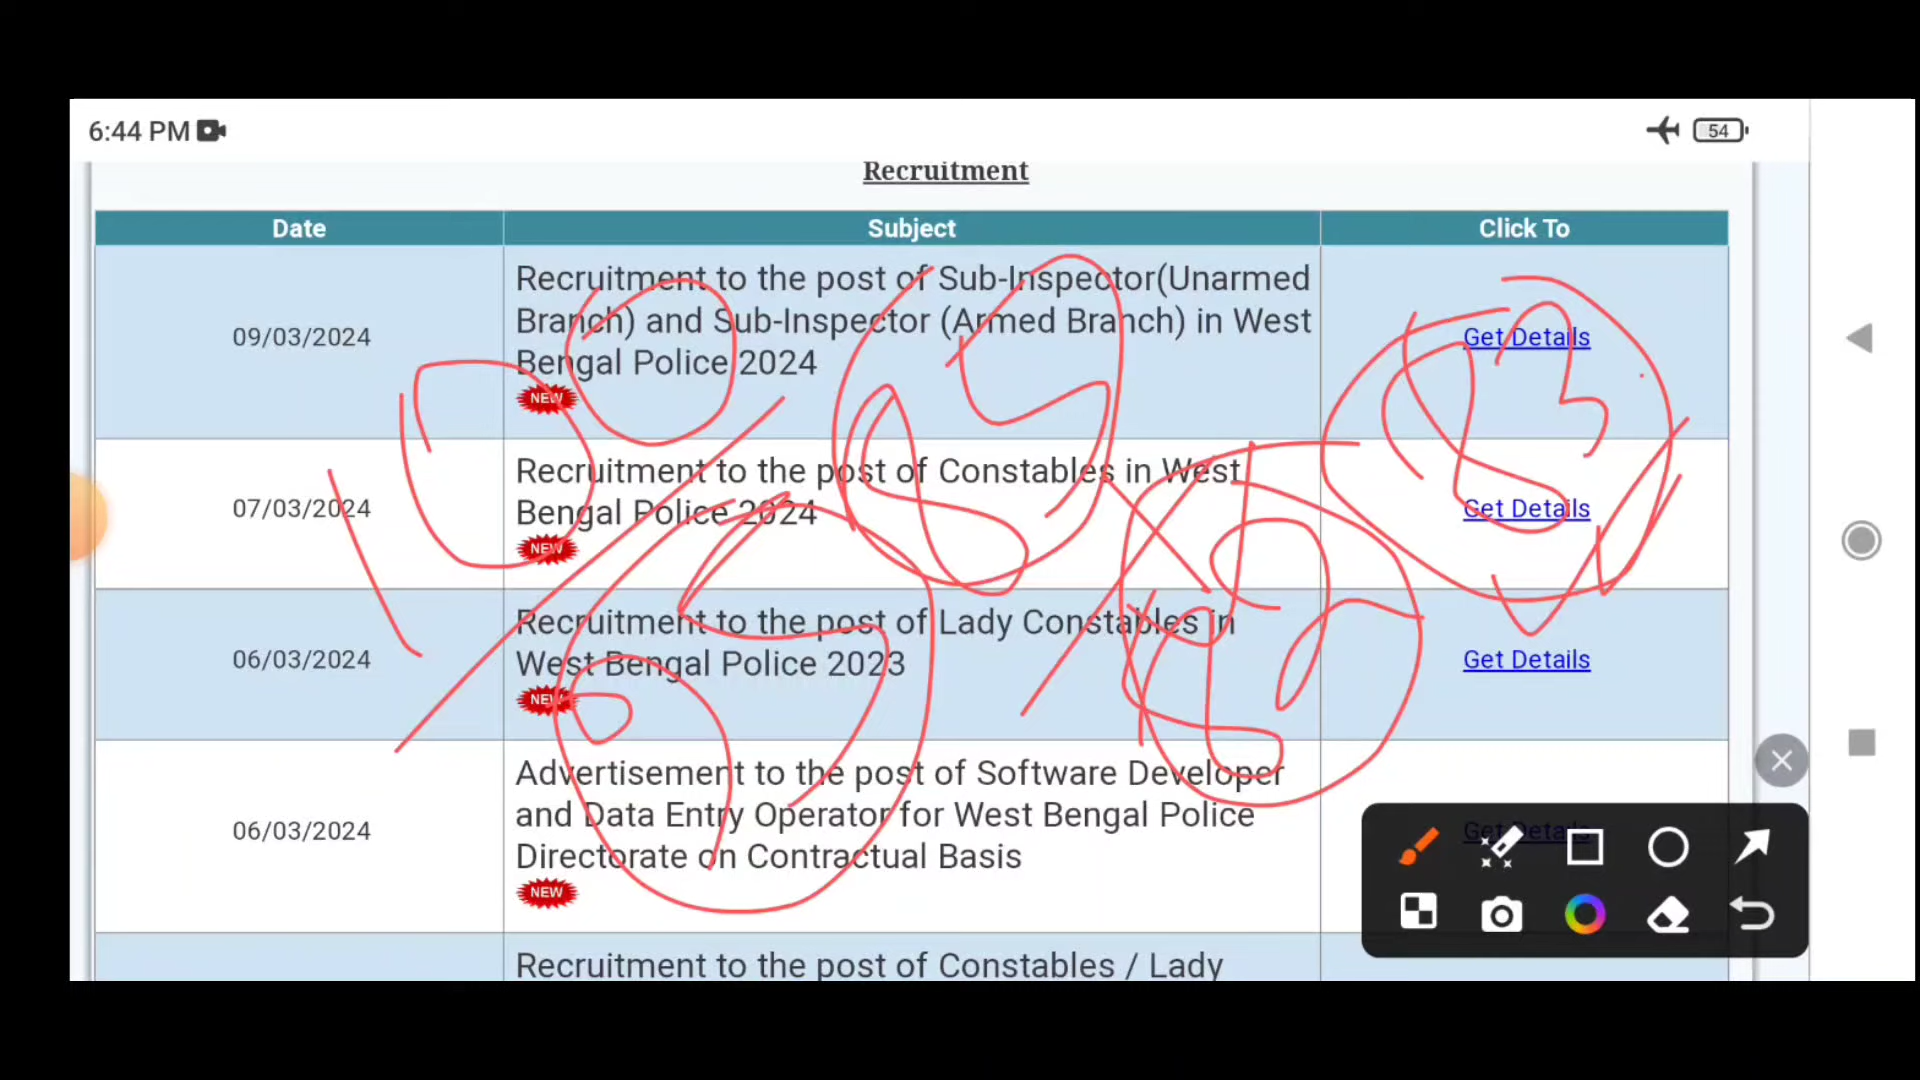 6:44 PM
54
Recruitment
Date Subject Click To
09/03/2024
Recruitment to the post of Sub-Inspector(Unarmed
Branch) and Sub-Inspector (Armed Branch) in West
Bengal Police 2024
NEW
Get Details
07/03/2024
Recruitment to the post of Constables in West
Bengal Police 2024
NEW
Get Details
06/03/2024
Recruitment to the post of Lady Constables in
West Bengal Police 2023
NEW
Get Details
06/03/2024
Advertisement to the post of Software Developer
and Data Entry Operator for West Bengal Police
Directorate on Contractual Basis
NEW
Get Details
Recruitment to the post of Constables / Lady